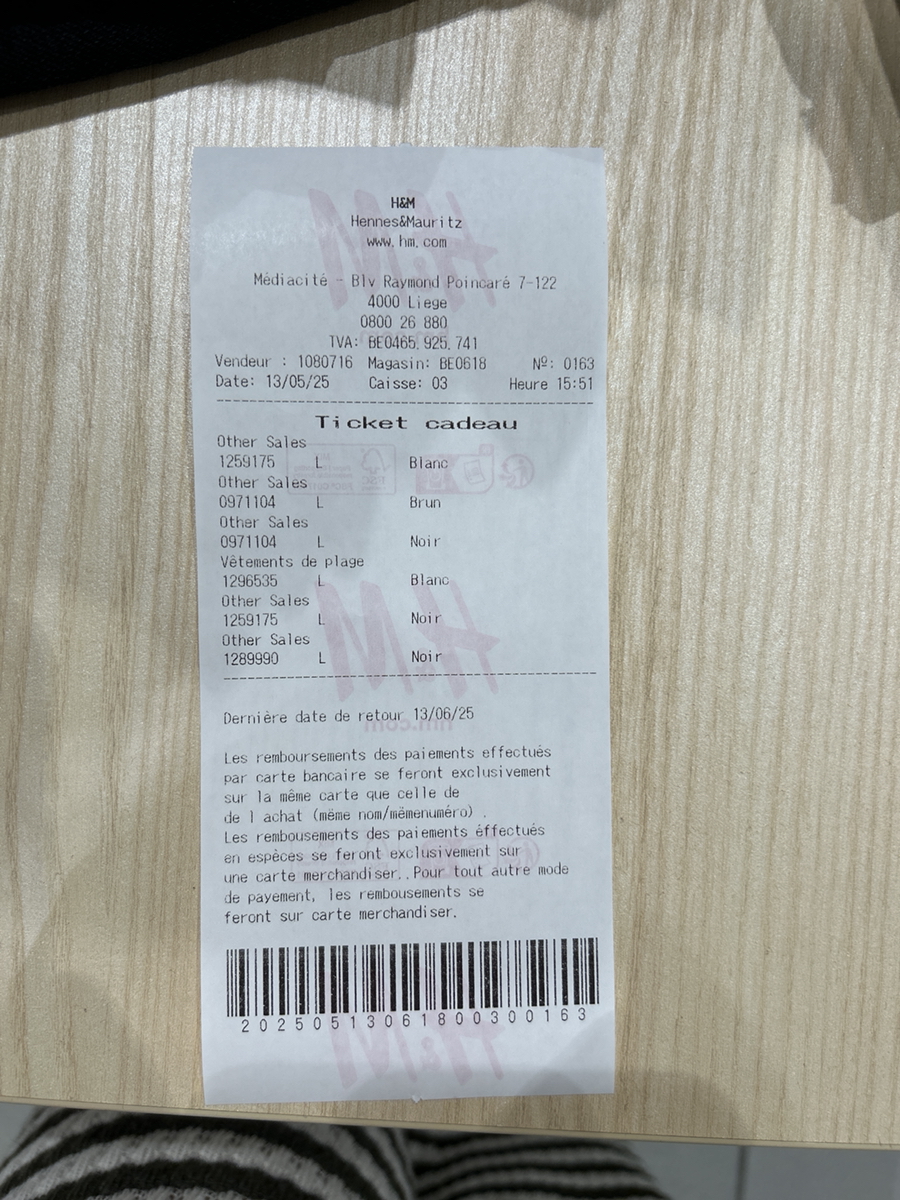 H&M
Hennes&Mauritz
www.hm.com
Médiacité - Blv Raymond Poincaré 7-122
4000 Liege
0800 26 880
TVA: BE0465.925.741
Vendeur : 1080716 Magasin: BE0618 Nº: 0163
Date: 13/05/25 Caisse: 03 Heure 15:51
Ticket cadeau
Other Sales
1259175 L Blanc
Other Sales
0971104 L Brun
Other Sales
0971104 L Noir
Vêtements de plage
1296535 L Blanc
Other Sales
1259175 L Noir
Other Sales
1289990 L Noir
Dernière date de retour 13/06/25
Les remboursements des paiements effectués
par carte bancaire se feront exclusivement
sur la même carte que celle de
de l achat (même nom/mêmenuméro) .
Les rembousements des paiements éffectués
en espèces se feront exclusivement sur
une carte merchandiser..Pour tout autre mode
de payement, les rembousements se
feront sur carte merchandiser.
2025051306180030 0163